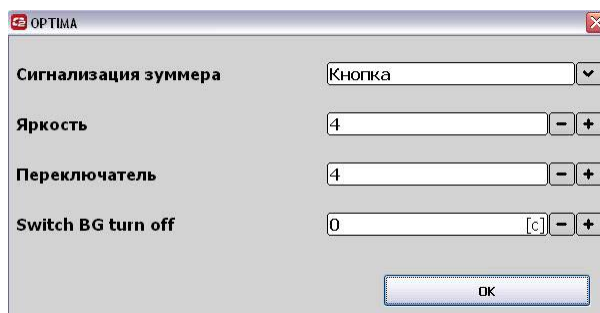 OPTIMA
Сигнализация зуммера Кнопка
Яркость 4
Переключатель 4
Switch BG turn off 0 [c]
OK